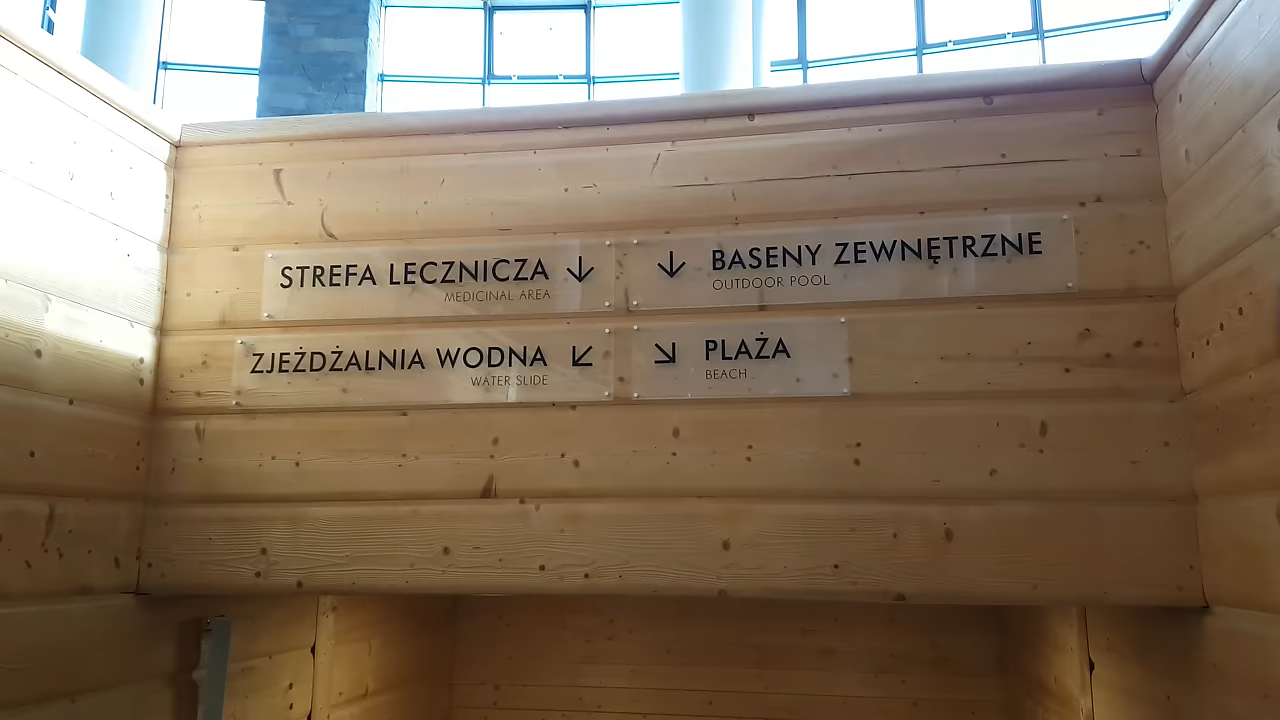 STREFA LECZNICZA ↓
MEDICINAL AREA
↓ BASENY ZEWNĘTRZNE
OUTDOOR POOL
ZJEŻDŻALNIA WODNA ↙
WATER SLIDE
↘ PLAŻA
BEACH